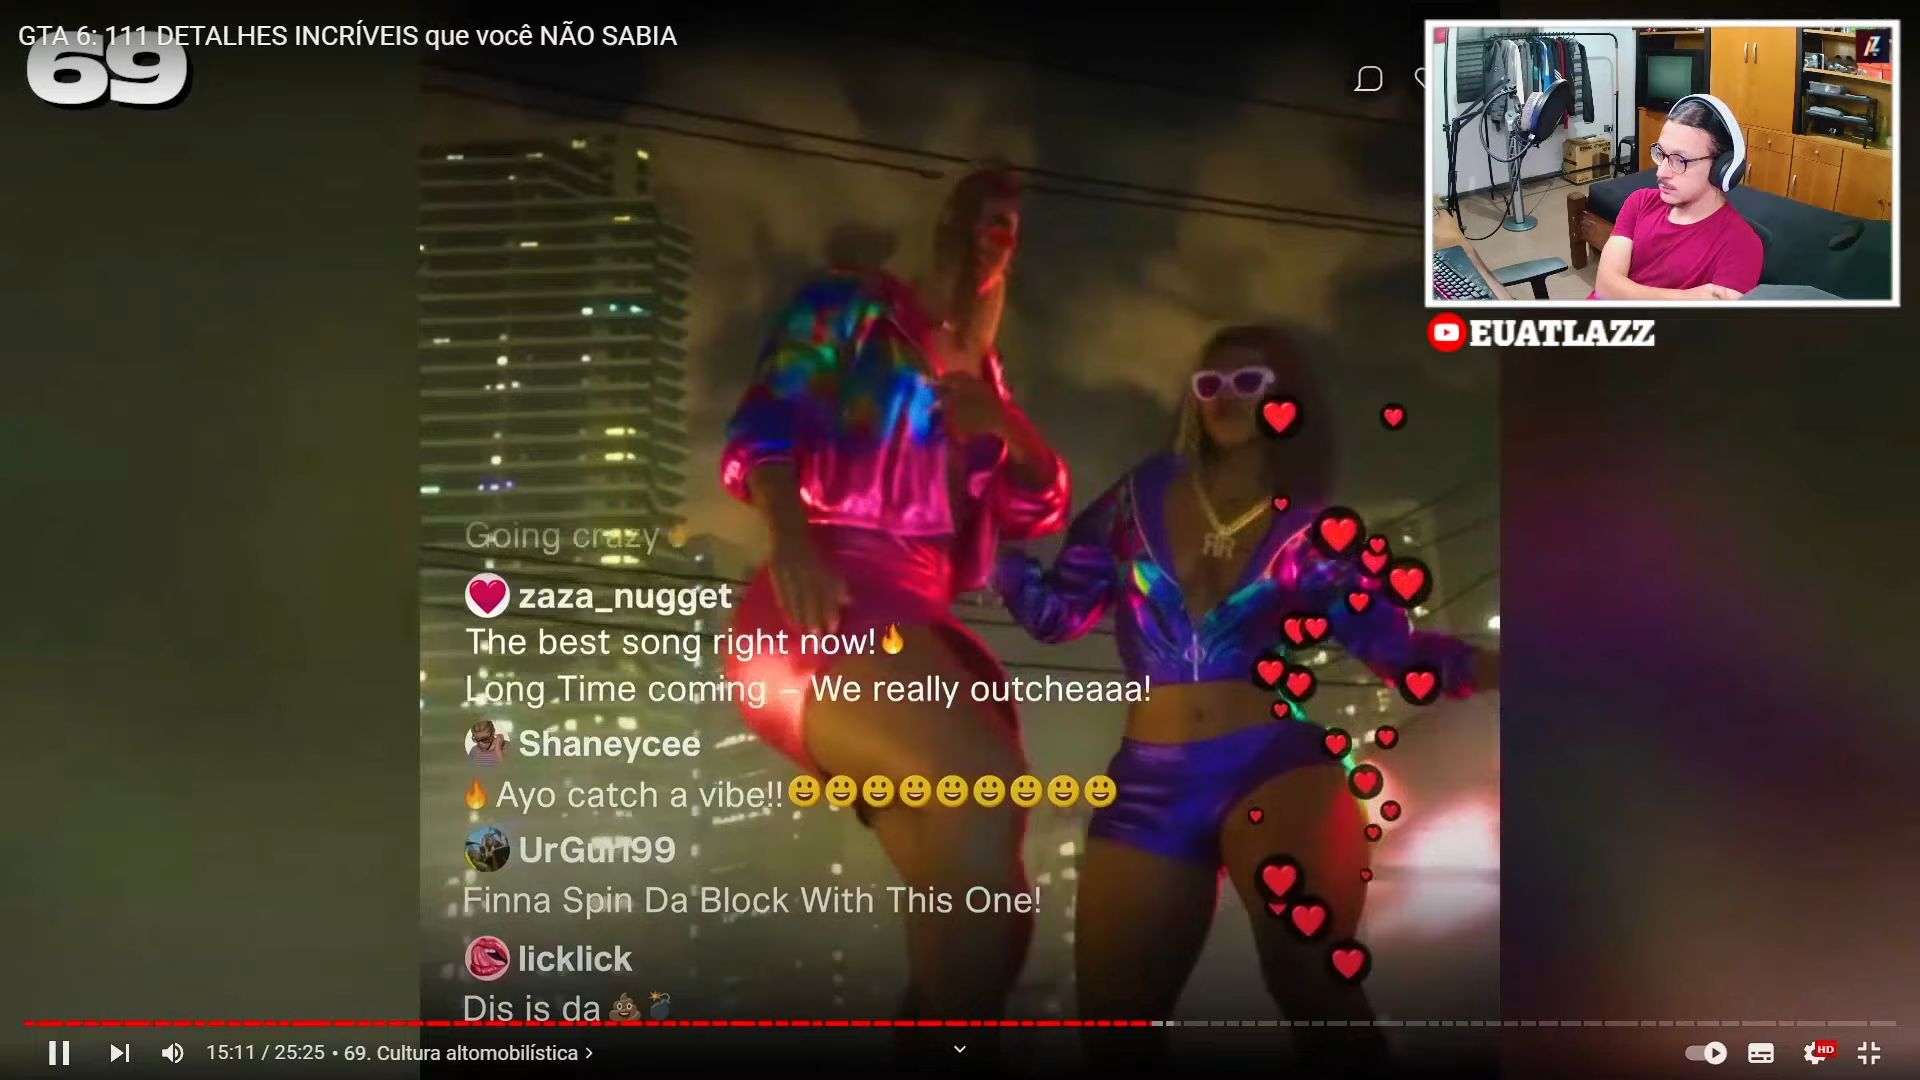 GTA 6: 111 DETALHES INCRÍVEIS que você NÃO SABIA
69
EUATLAZZ
Going crazy🔥
zaza_nugget
The best song right now!🔥
Long Time coming – We really outcheaaa!
Shaneycee
🔥Ayo catch a vibe!!😀😀😀😀😀😀😀😀😀
UrGurl99
Finna Spin Da Block With This One!
licklick
Dis is da💩💣
15:11 / 25:25 • 69. Cultura altomobilística >
HD